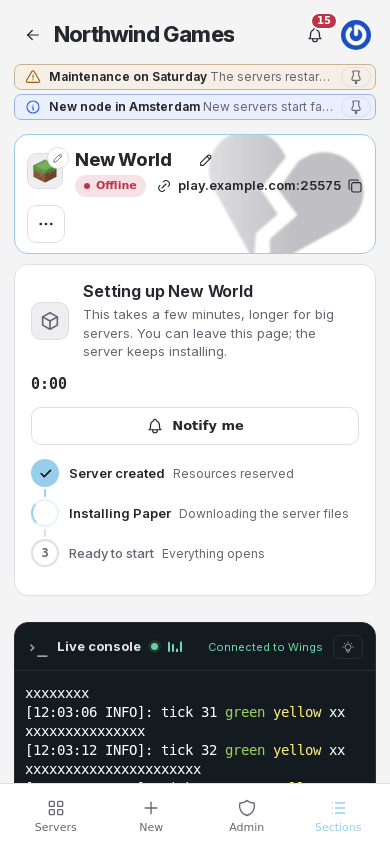 Northwind Games
15
Maintenance on Saturday The servers restar…
New node in Amsterdam New servers start fa…
New World
Offline
play.example.com:25575
Setting up New World
This takes a few minutes, longer for big
servers. You can leave this page; the
server keeps installing.
0:00
Notify me
Server created Resources reserved
Installing Paper Downloading the server files
3 Ready to start Everything opens
Live console
Connected to Wings
xxxxxxxx
[12:03:06 INFO]: tick 31 green yellow xx
xxxxxxxxxxxxxxx
[12:03:12 INFO]: tick 32 green yellow xx
xxxxxxxxxxxxxxxxxxxxxx
Servers
New
Admin
Sections